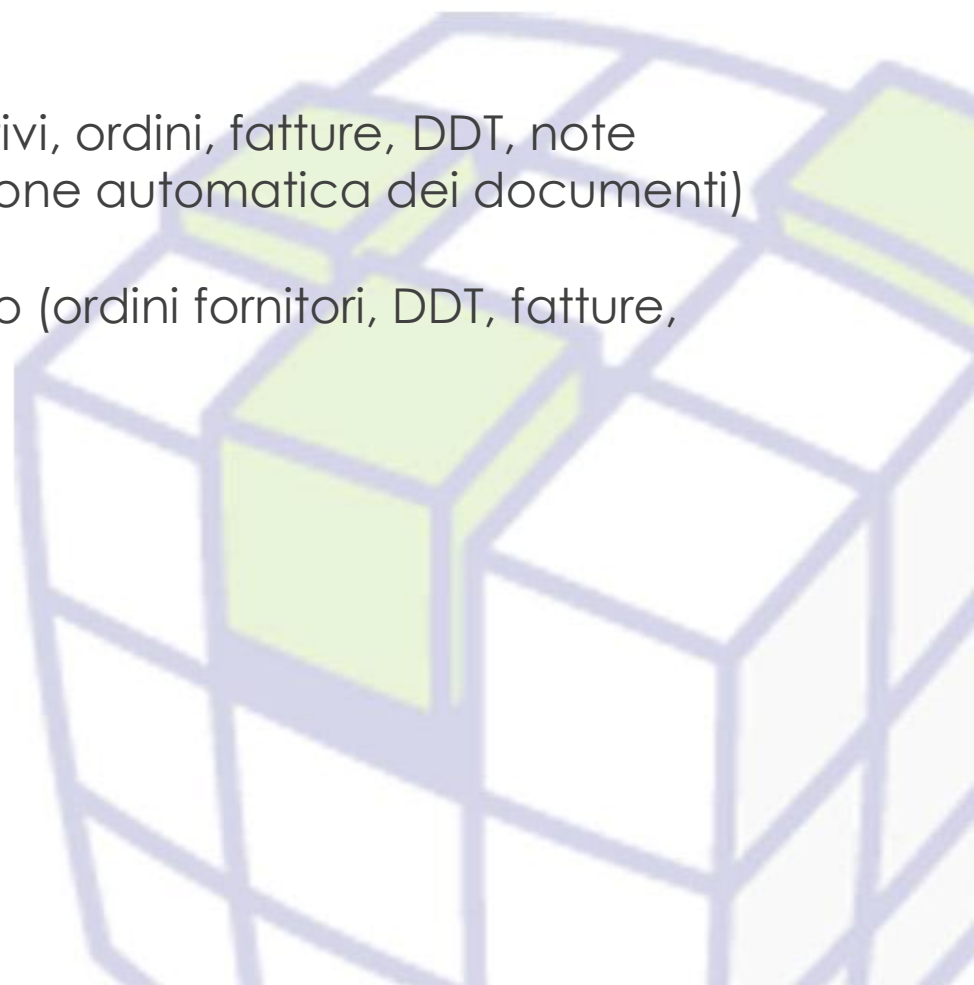 ivi, ordini, fatture, DDT, note
one automatica dei documenti)
o (ordini fornitori, DDT, fatture,